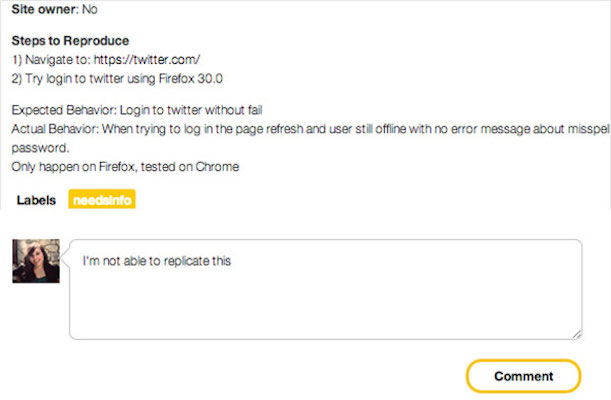 Site owner: No
Steps to Reproduce
1) Navigate to: https://twitter.com/
2) Try login to twitter using Firefox 30.0
Expected Behavior: Login to twitter without fail
Actual Behavior: When trying to log in the page refresh and user still offline with no error message about misspel
password.
Only happen on Firefox, tested on Chrome
Labels needsinfo
I'm not able to replicate this
Comment